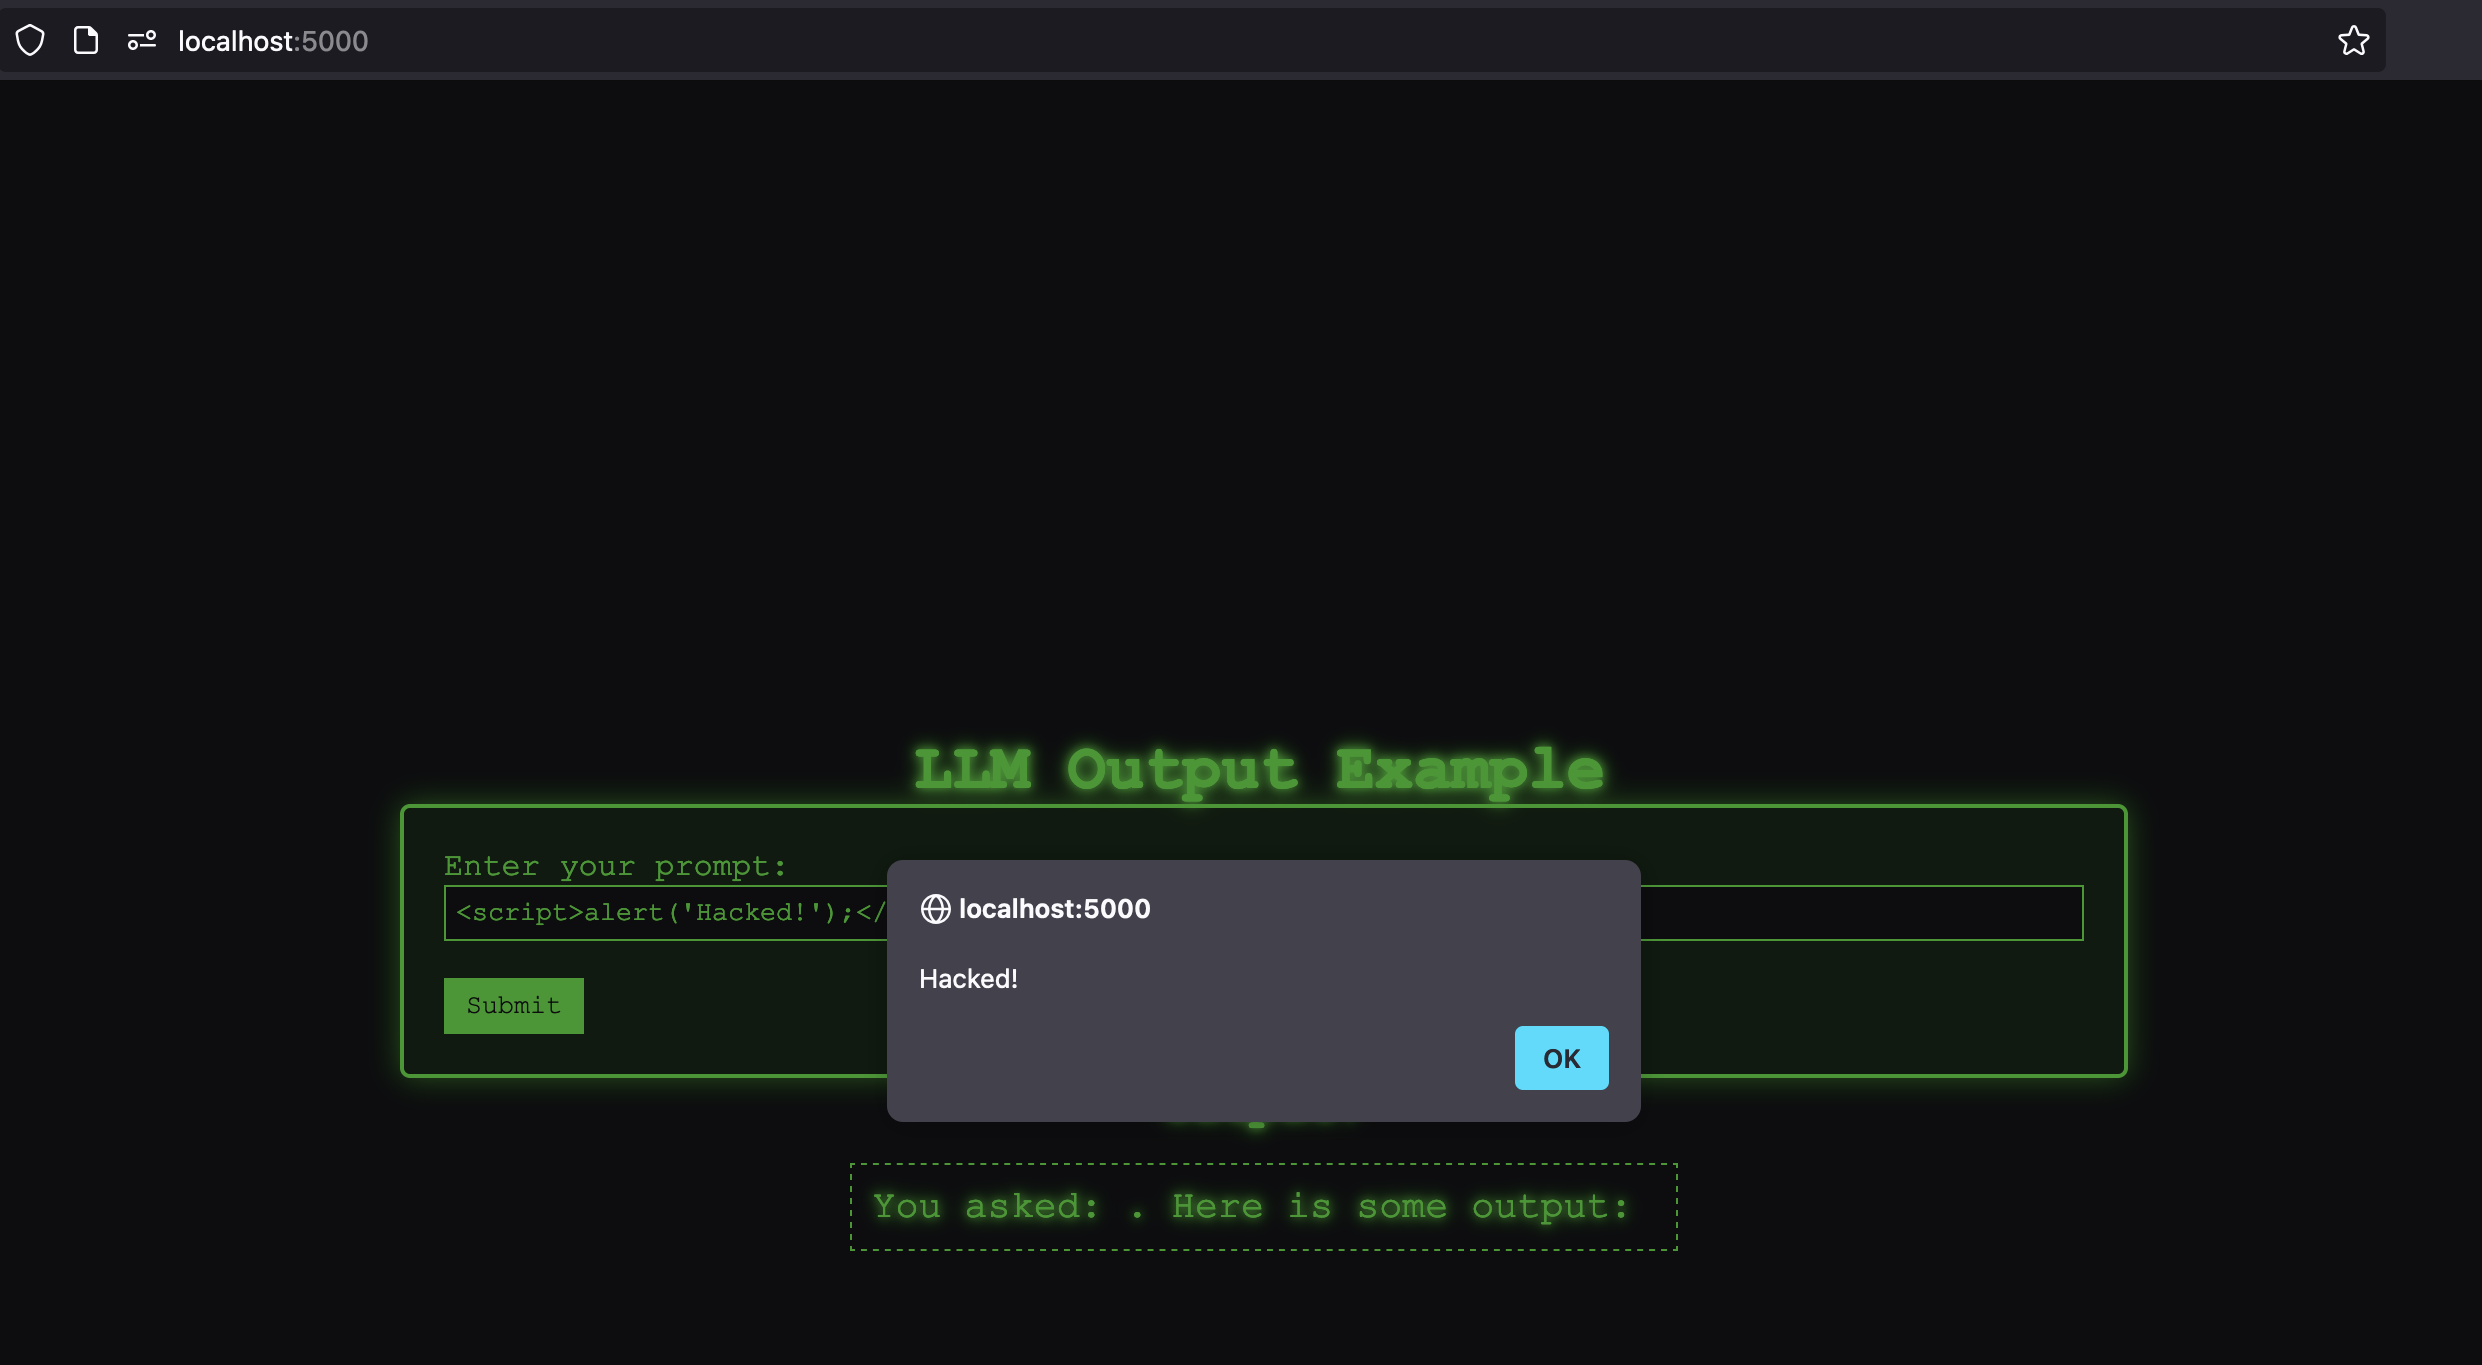 localhost:5000
LLM Output Example
Enter your prompt:
<script>alert('Hacked!');</
localhost:5000
Hacked!
Submit
OK
You asked: . Here is some output: